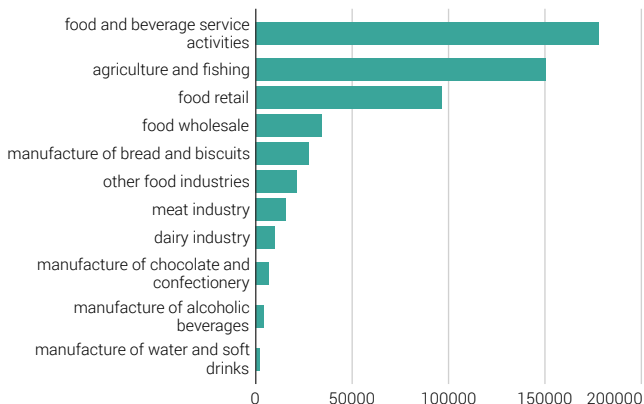 food and beverage service
activities
agriculture and fishing
food retail
food wholesale
manufacture of bread and biscuits
other food industries
meat industry
dairy industry
manufacture of chocolate and
confectionery
manufacture of alcoholic
beverages
manufacture of water and soft
drinks
0 50000 100000 150000 200000